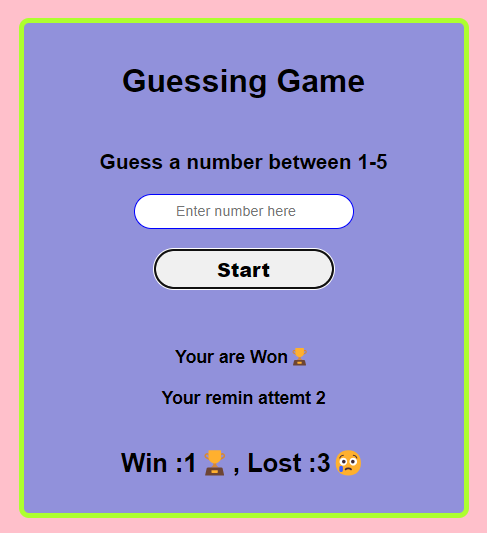 Guessing Game
Guess a number between 1-5
Enter number here
Start
Your are Won🏆
Your remin attemt 2
Win :1🏆, Lost :3😢